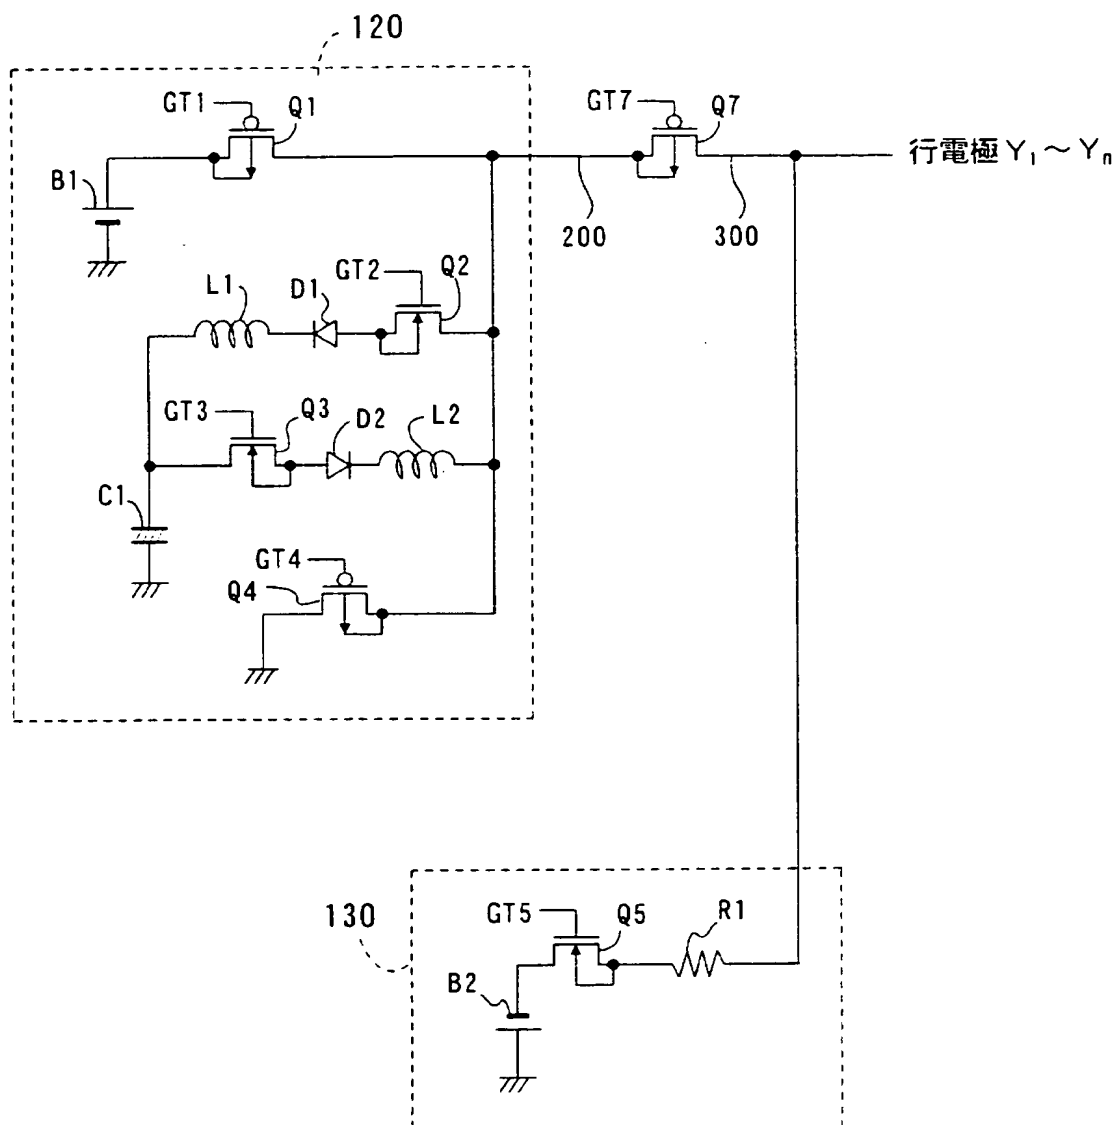 120
GT1
Q1
GT7
Q7
行電極 Y₁～Yₙ
B1
200
300
L1
D1
GT2
Q2
GT3
Q3
D2
L2
C1
GT4
Q4
130
GT5
Q5
R1
B2